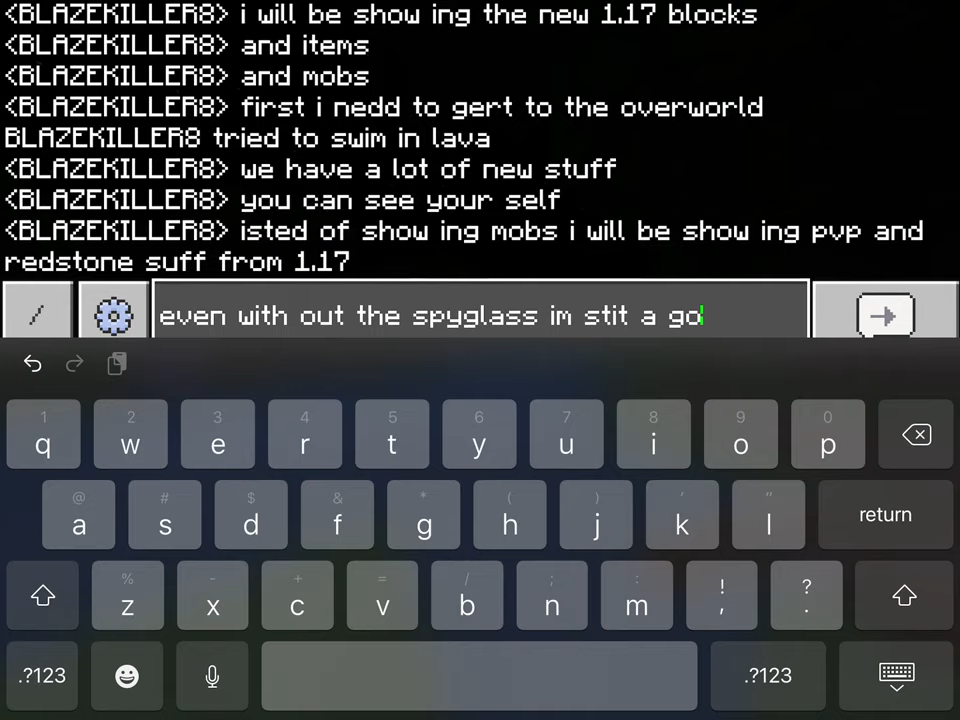 <BLAZEKILLER8> i will be show ing the new 1.17 blocks
<BLAZEKILLER8> and items
<BLAZEKILLER8> and mobs
<BLAZEKILLER8> first i nedd to gert to the overworld
BLAZEKILLER8 tried to swim in lava
<BLAZEKILLER8> we have a lot of new stuff
<BLAZEKILLER8> you can see your self
<BLAZEKILLER8> isted of show ing mobs i will be show ing pvp and
redstone suff from 1.17
/ even with out the spyglass im stit a go
1 2 3 4 5 6 7 8 9 0
q w e r t y u i o p
@ # $ & * ( ) ' "
a s d f g h j k l return
% - + = / ; : ! ?
z x c v b n m , .
.?123 .?123